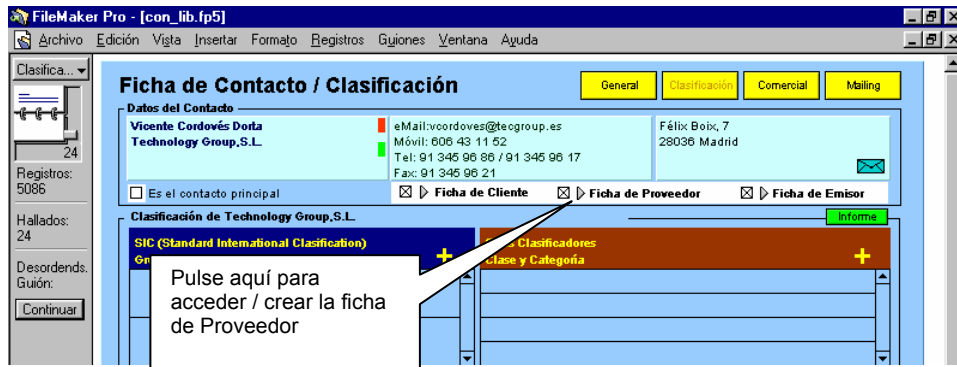 FileMaker Pro - [con_lib.fp5]
Archivo Edición Vista Insertar Formato Registros Guiones Ventana Ayuda
Clasifica...
24
Registros:
5086
Hallados:
24
Desordends.
Guión:
Continuar
Ficha de Contacto / Clasificación
General Clasificación Comercial Mailing
Datos del Contacto
Vicente Cordovés Dorta
Technology Group,S.L.
eMail:vcordoves@tecgroup.es
Móvil: 606 43 11 52
Tel: 91 345 96 86 / 91 345 96 17
Fax: 91 345 96 21
Félix Boix, 7
28036 Madrid
Es el contacto principal
Ficha de Cliente Ficha de Proveedor Ficha de Emisor
Clasificación de Technology Group,S.L.
Informe
SIC (Standard International Clasification)
Clasificadores
Clase y Categoría
Pulse aquí para
acceder / crear la ficha
de Proveedor